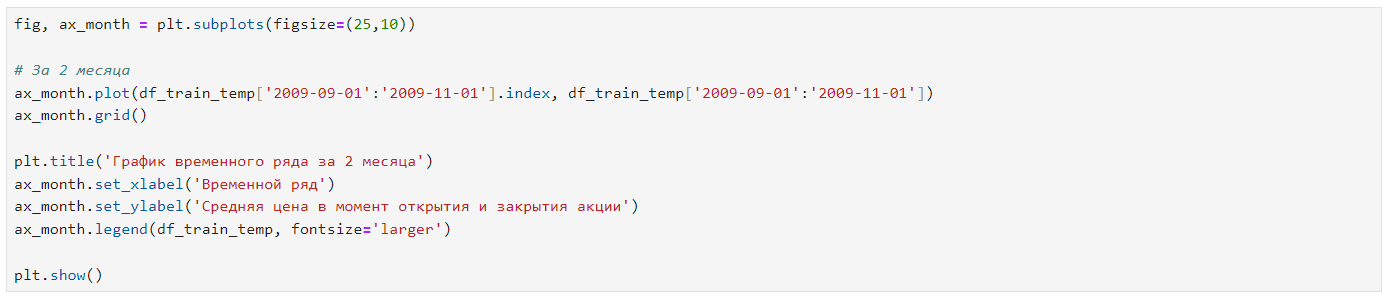 fig, ax_month = plt.subplots(figsize=(25,10))
# За 2 месяца
ax_month.plot(df_train_temp['2009-09-01':'2009-11-01'].index, df_train_temp['2009-09-01':'2009-11-01'])
ax_month.grid()
plt.title('График временного ряда за 2 месяца')
ax_month.set_xlabel('Временной ряд')
ax_month.set_ylabel('Средняя цена в момент открытия и закрытия акции')
ax_month.legend(df_train_temp, fontsize='larger')
plt.show()